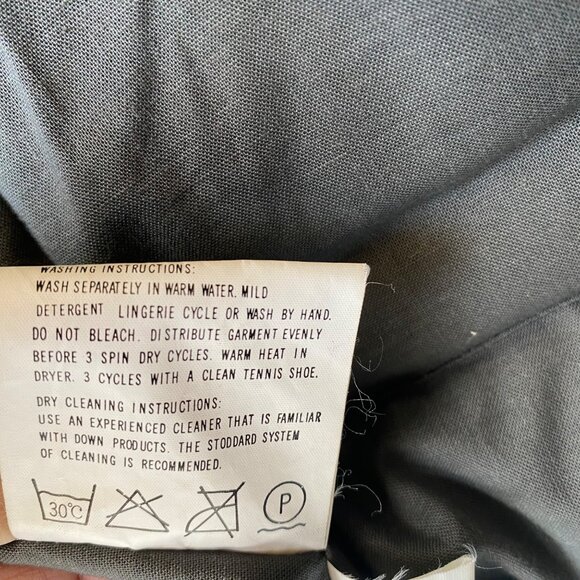 WASHING INSTRUCTIONS:
WASH SEPARATELY IN WARM WATER. MILD
DETERGENT LINGERIE CYCLE OR WASH BY HAND.
DO NOT BLEACH. DISTRIBUTE GARMENT EVENLY
BEFORE 3 SPIN DRY CYCLES. WARM HEAT IN
DRYER. 3 CYCLES WITH A CLEAN TENNIS SHOE.
DRY CLEANING INSTRUCTIONS:
USE AN EXPERIENCED CLEANER THAT IS FAMILIAR
WITH DOWN PRODUCTS. THE STODDARD SYSTEM
OF CLEANING IS RECOMMENDED.
30°C P